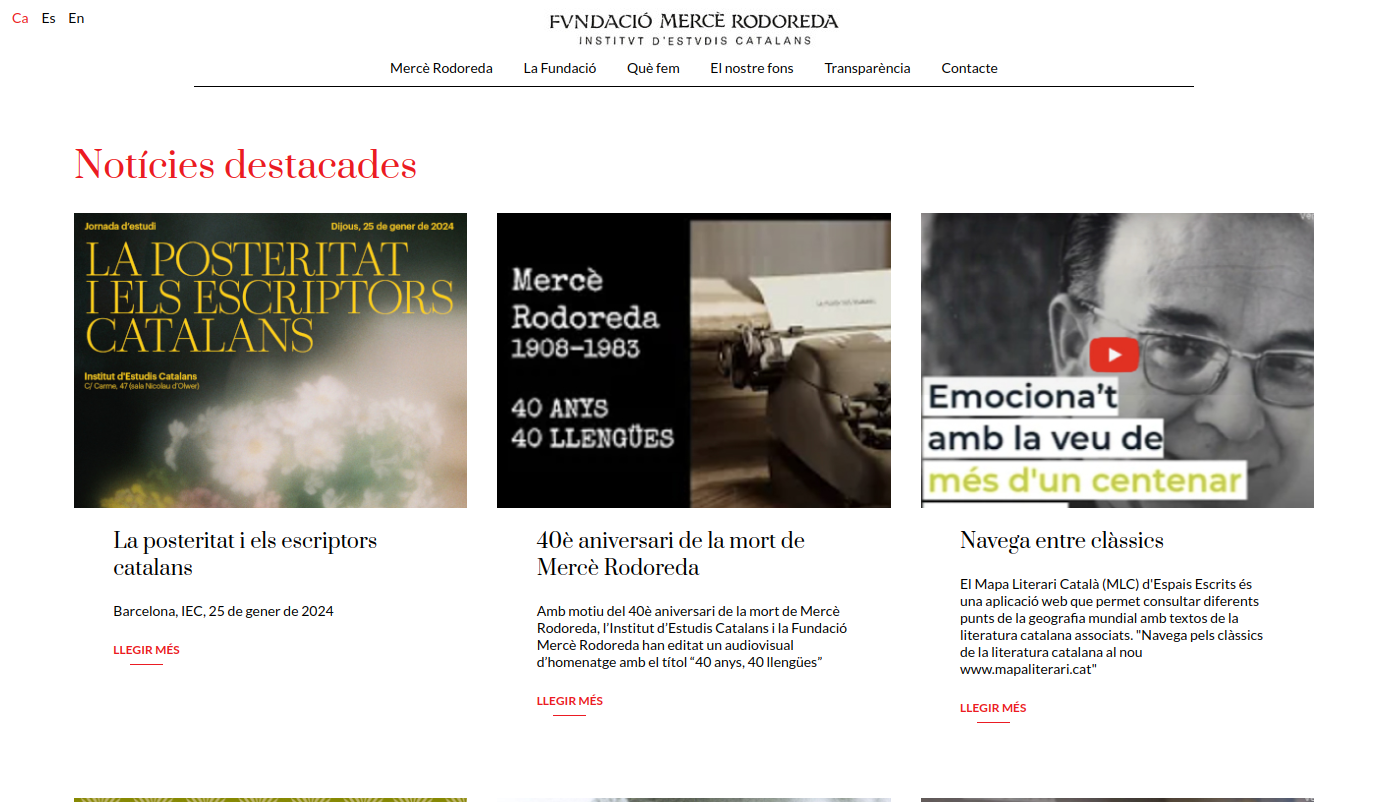 Ca Es En
FVNDACIÓ MERCÈ RODOREDA
INSTITVT D'ESTVDIS CATALANS
Mercè Rodoreda La Fundació Què fem El nostre fons Transparència Contacte
Notícies destacades
Jornada d'estudi Dijous, 25 de gener de 2024
LA POSTERITAT
I ELS ESCRIPTORS
CATALANS
Institut d'Estudis Catalans
C/ Carme, 47 (sala Nicolau d'Olwer)
La posteritat i els escriptors
catalans
Barcelona, IEC, 25 de gener de 2024
LLEGIR MÉS
Mercè
Rodoreda
1908-1983
40 ANYS
40 LLENGÜES
40è aniversari de la mort de
Mercè Rodoreda
Amb motiu del 40è aniversari de la mort de Mercè
Rodoreda, l'Institut d'Estudis Catalans i la Fundació
Mercè Rodoreda han editat un audiovisual
d'homenatge amb el títol “40 anys, 40 llengües”
LLEGIR MÉS
Emociona't
amb la veu de
més d'un centenar
Navega entre clàssics
El Mapa Literari Català (MLC) d'Espais Escrits és
una aplicació web que permet consultar diferents
punts de la geografia mundial amb textos de la
literatura catalana associats. "Navega pels clàssics
de la literatura catalana al nou
www.mapaliterari.cat"
LLEGIR MÉS